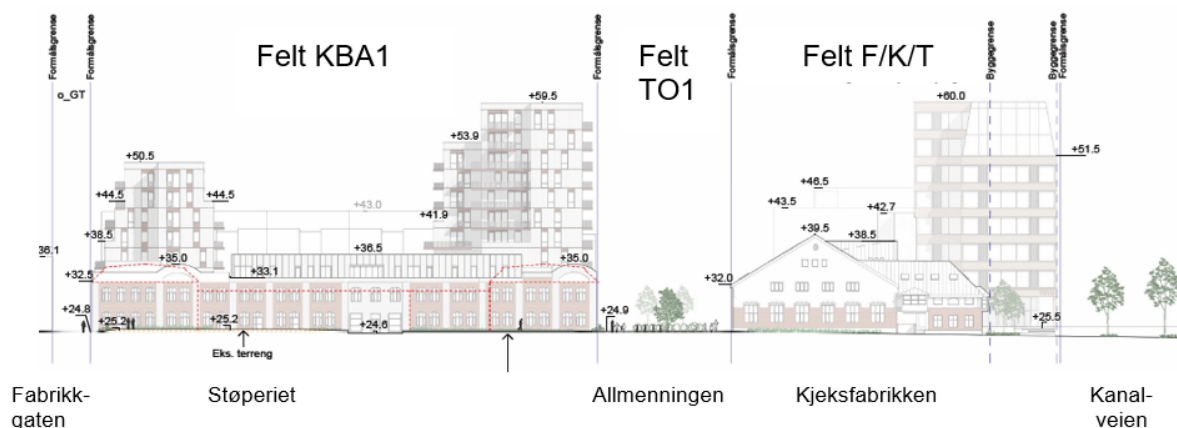 Formålsgrense
Formålsgrense
Felt KBA1
Formålsgrense
Felt
TO1
Formålsgrense
Felt F/K/T
Byggegrense
Byggegrense
Formålsgrense
o_GT
+59.5
+60.0
+53.9
+51.5
+50.5
+44.5
+44.5
+43.0
+41.9
+46.5
+43.5
+42.7
+38.5
36.1
+39.5
+38.5
+36.5
+35.0
+35.0
+33.1
+32.5
+32.0
+24.8
+25.2
+25.2
+24.6
+24.9
+25.5
Eks. terreng
Fabrikk-
gaten
Støperiet
Allmenningen
Kjeksfabrikken
Kanal-
veien